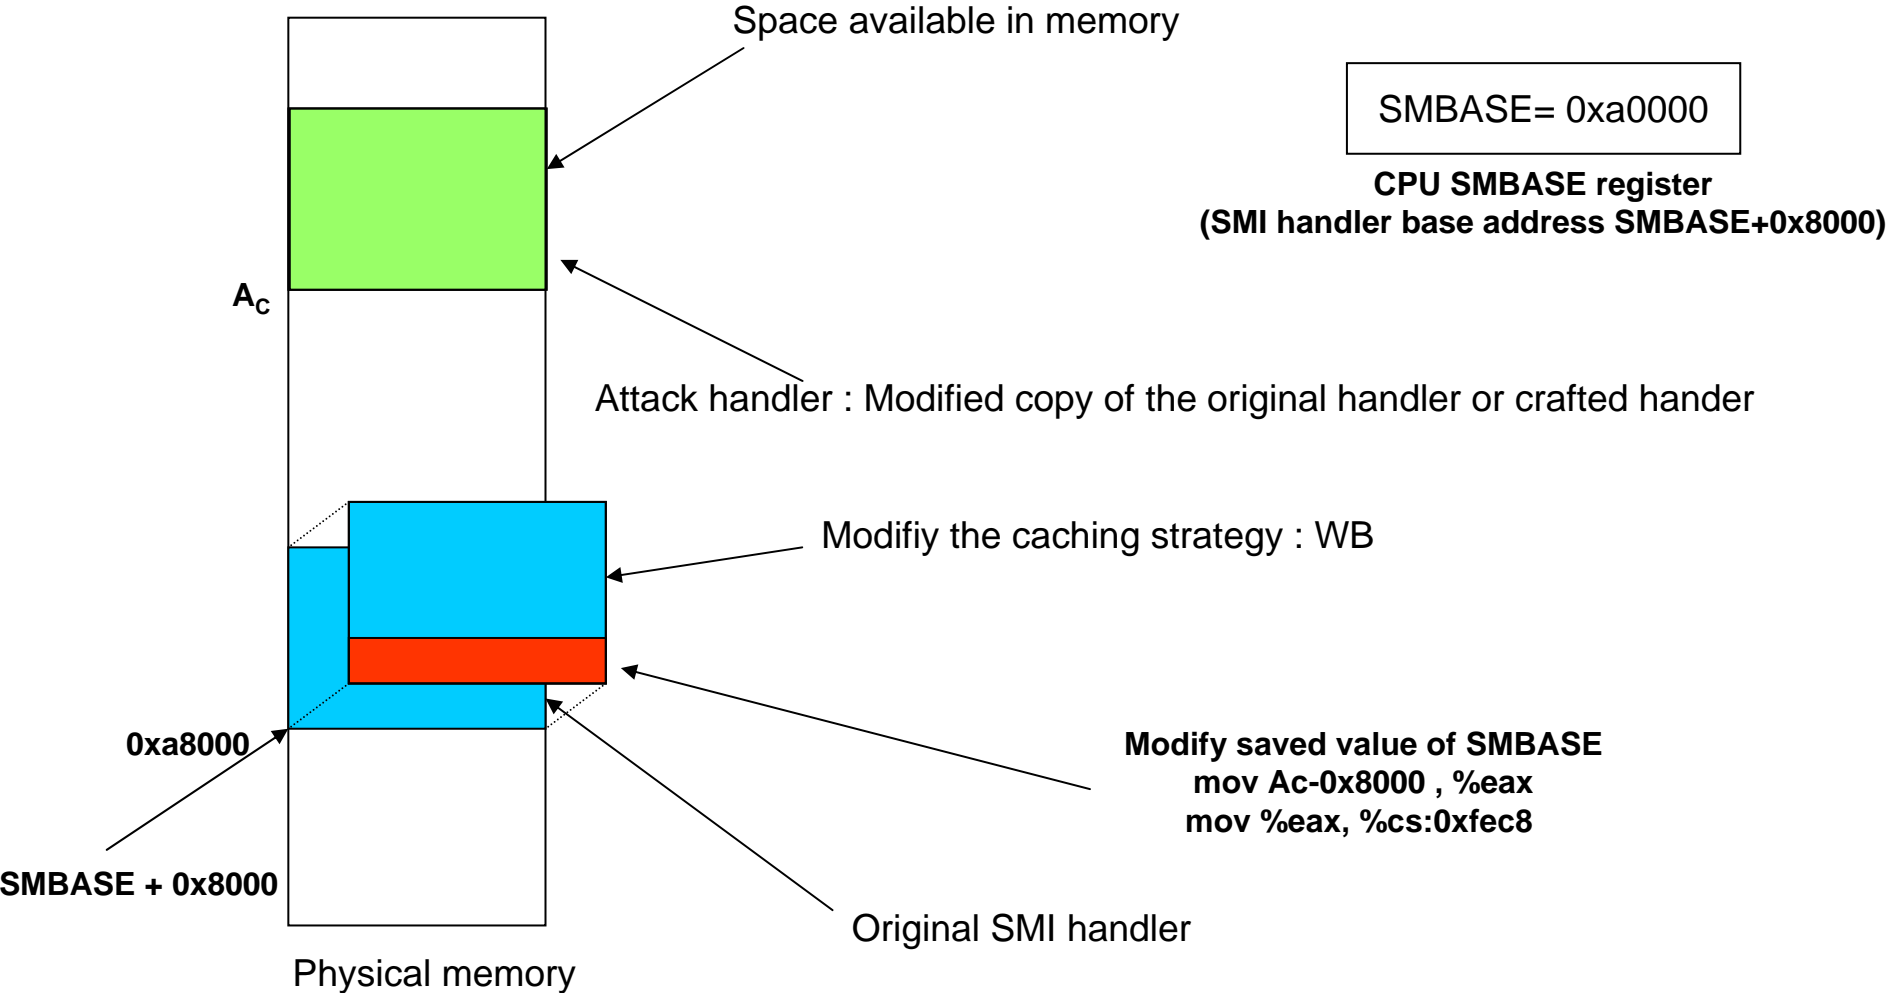 Space available in memory
SMBASE= 0xa0000
CPU SMBASE register
(SMI handler base address SMBASE+0x8000)
AC
Attack handler : Modified copy of the original handler or crafted hander
Modifiy the caching strategy : WB
0xa8000
Modify saved value of SMBASE
mov Ac-0x8000 , %eax
mov %eax, %cs:0xfec8
SMBASE + 0x8000
Original SMI handler
Physical memory